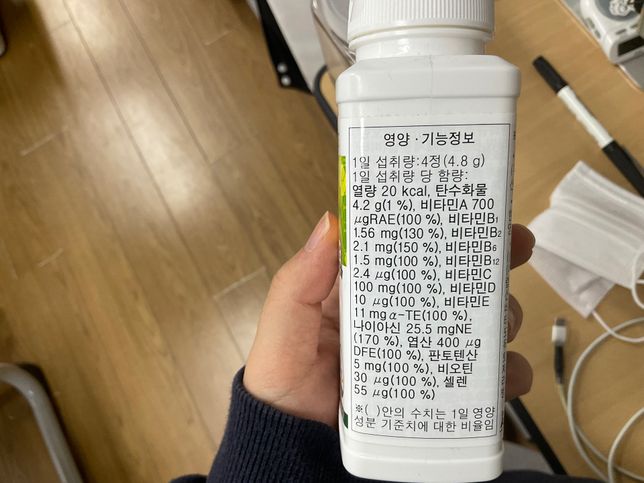 영양 · 기능정보
1일 섭취량:4정(4.8 g)
1일 섭취량 당 함량:
열량 20 kcal, 탄수화물
4.2 g(1 %), 비타민A 700
μgRAE(100 %), 비타민B₁
1.56 mg(130 %), 비타민B₂
2.1 mg(150 %), 비타민B₆
1.5 mg(100 %), 비타민B₁₂
2.4 μg(100 %), 비타민C
100 mg(100 %), 비타민D
10 μg(100 %), 비타민E
11 mg α-TE(100 %),
나이아신 25.5 mgNE
(170 %), 엽산 400 μg
DFE(100 %), 판토텐산
5 mg(100 %), 비오틴
30 μg(100 %), 셀렌
55 μg(100 %)
※( )안의 수치는 1일 영양
성분 기준치에 대한 비율임